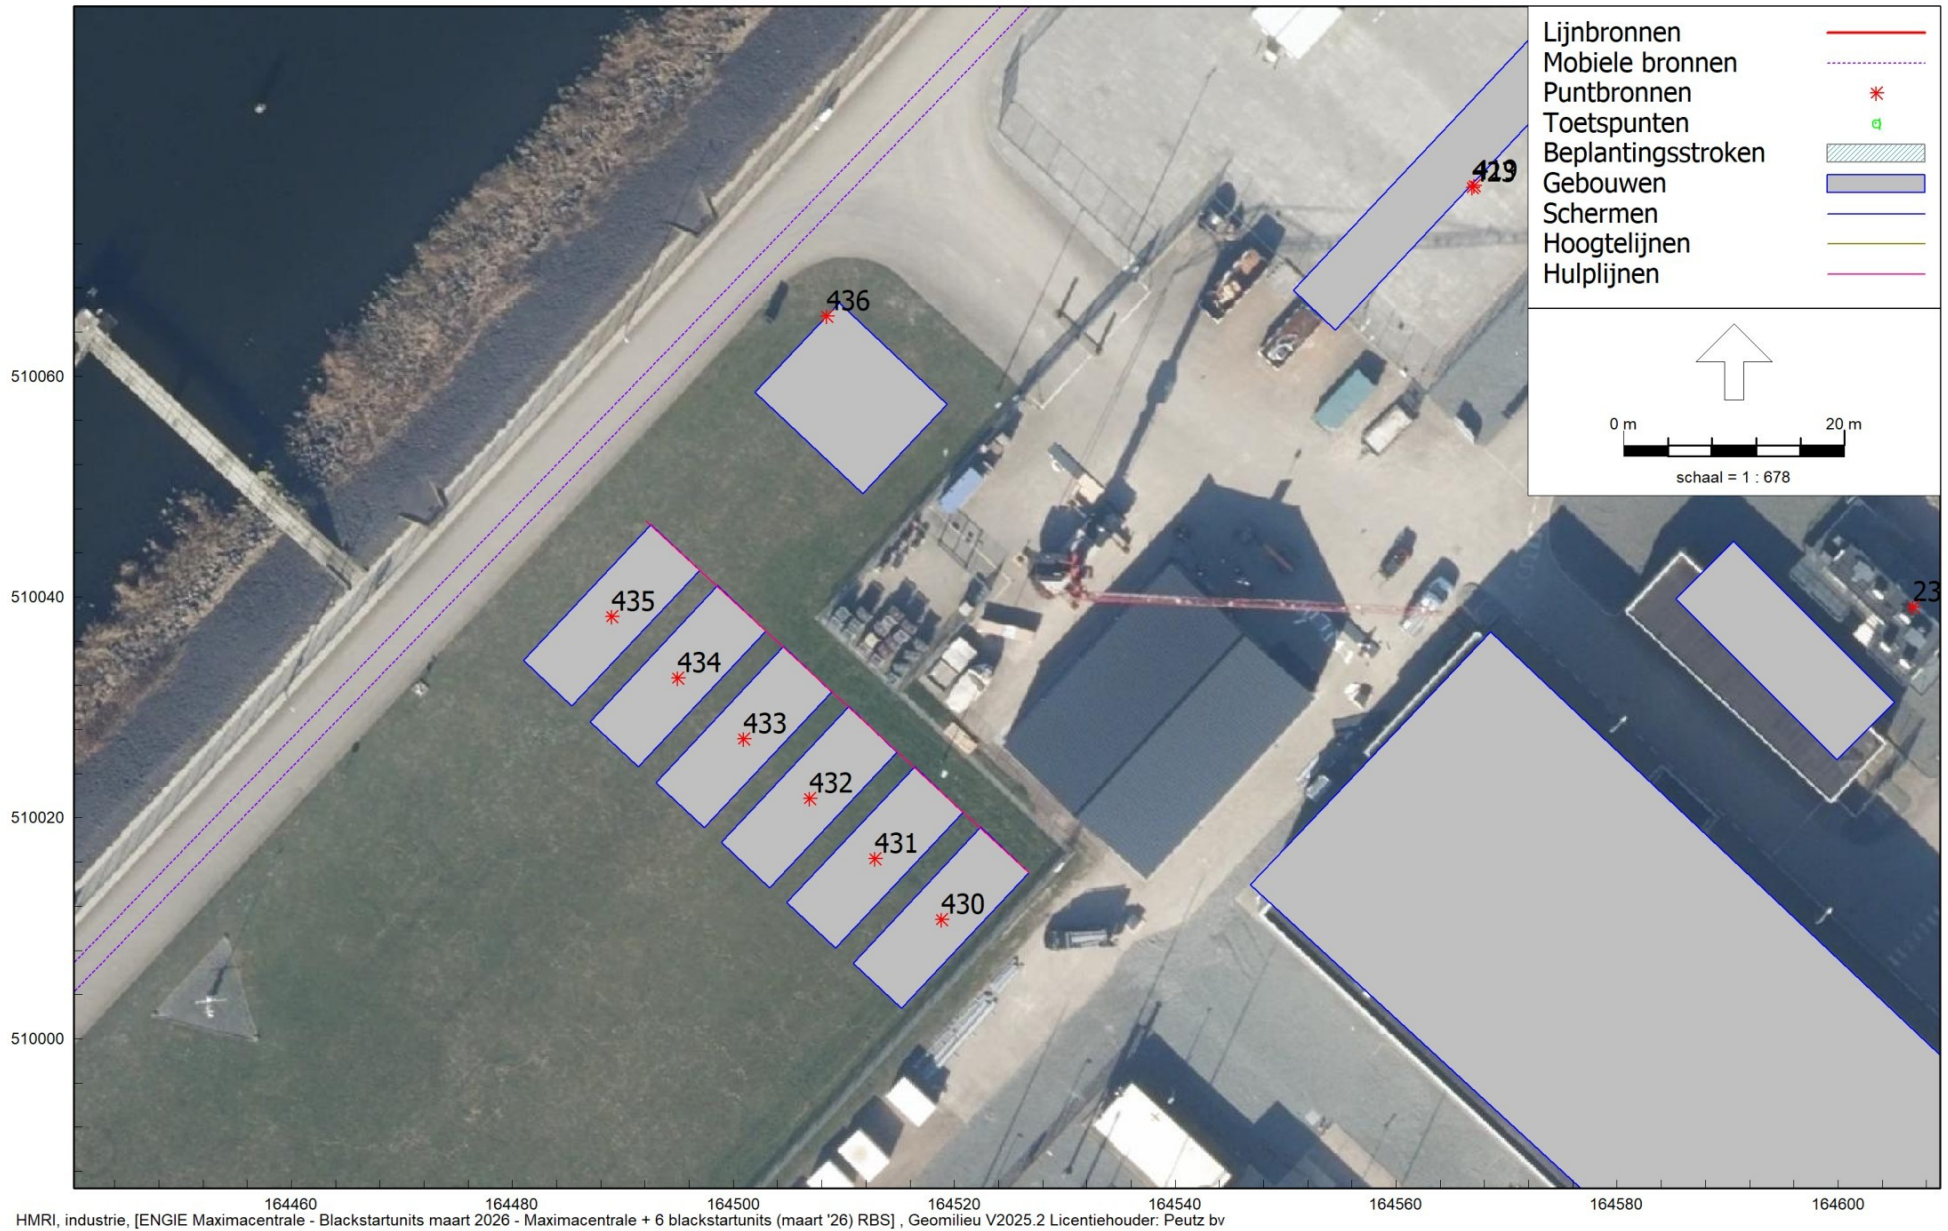 Lijnbronnen
Mobiele bronnen
Puntbronnen
Toetspunten
Beplantingsstroken
Gebouwen
Schermen
Hoogtelijnen
Hulplijnen
0 m 20 m
schaal = 1 : 678
436
435
434
433
432
431
430
23
510060
510040
510020
510000
164460 164480 164500 164520 164540 164560 164580 164600
HMRI, industrie, [ENGIE Maximacentrale - Blackstartunits maart 2026 - Maximacentrale + 6 blackstartunits (maart '26) RBS] , Geomilieu V2025.2 Licentiehouder: Peutz bv